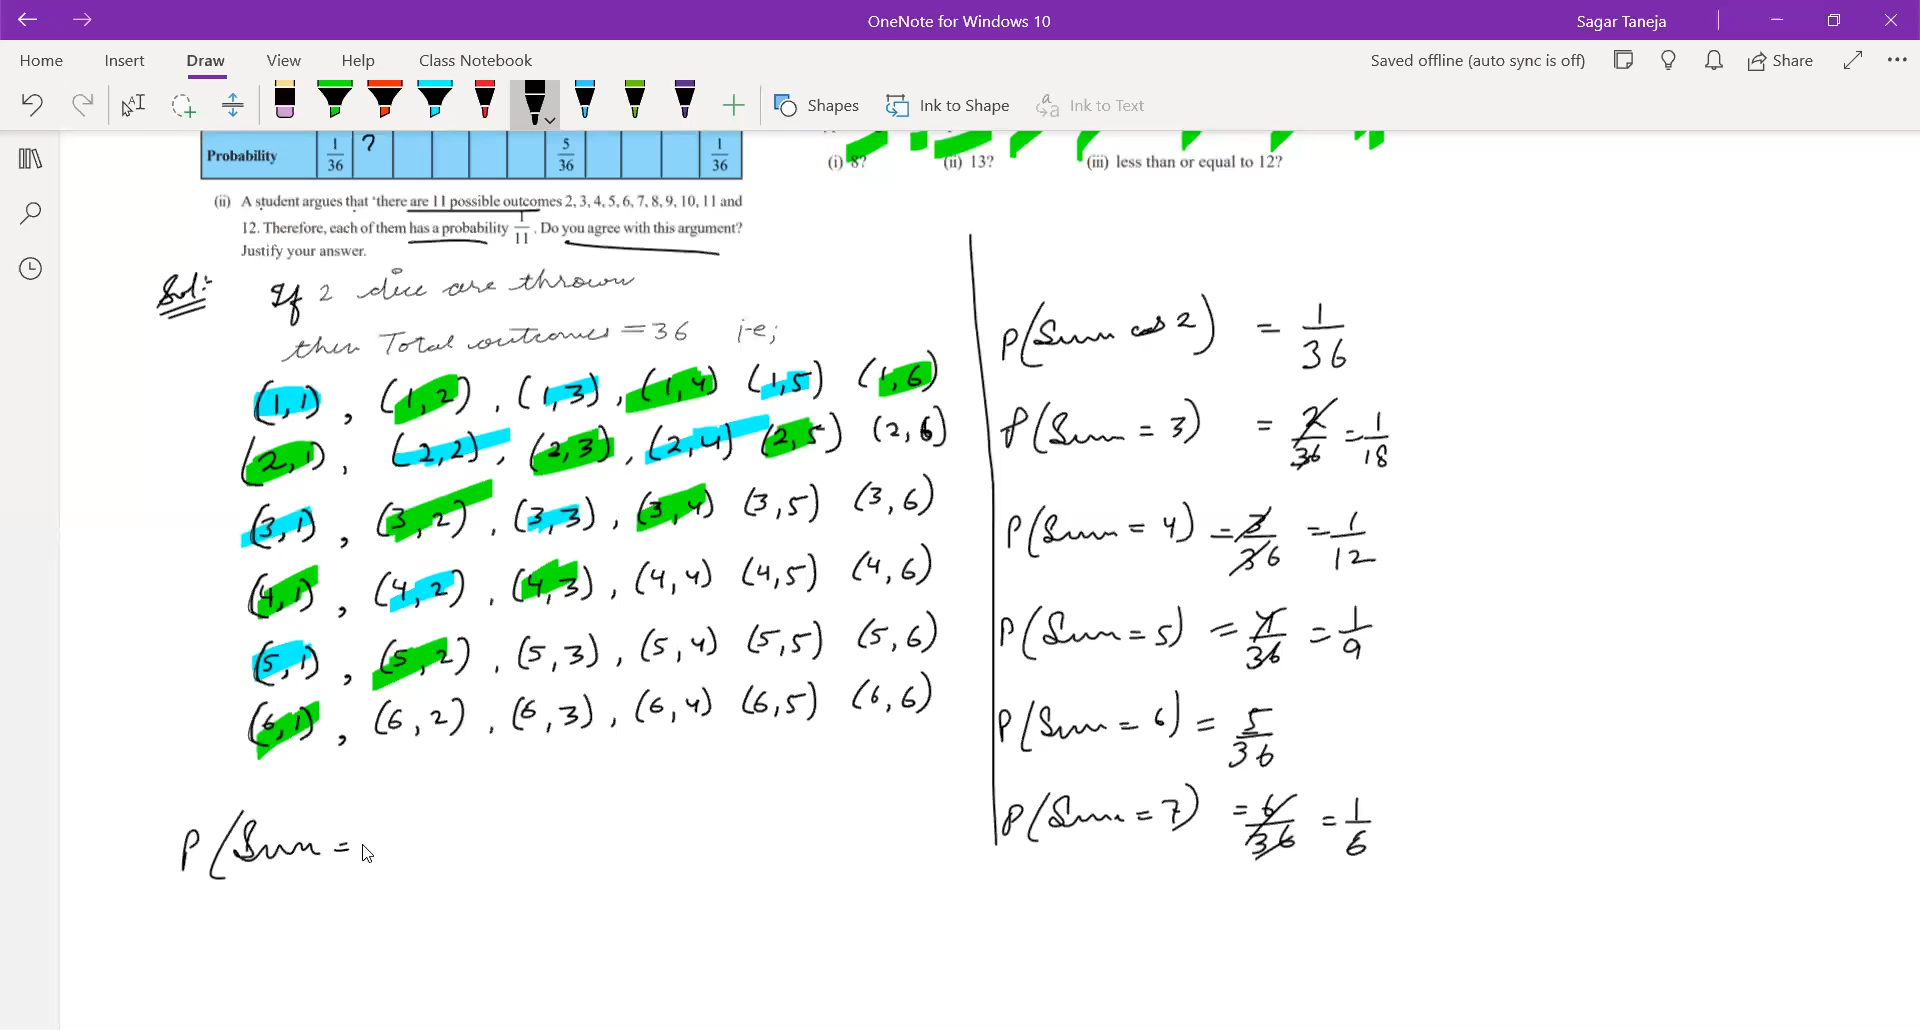 OneNote for Windows 10
Sagar Taneja
Home Insert Draw View Help Class Notebook
Saved offline (auto sync is off) Share
Shapes Ink to Shape Ink to Text
Probability 1/36 ? 5/36 1/36
(i) 8? (ii) 13? (iii) less than or equal to 12?
(ii) A student argues that 'there are 11 possible outcomes 2, 3, 4, 5, 6, 7, 8, 9, 10, 11 and
12. Therefore, each of them has a probability 1/11. Do you agree with this argument?
Justify your answer.
Sol:- If 2 dice are thrown
then Total outcomes = 36 i-e;
(1,1), (1,2), (1,3), (1,4) (1,5) (1,6)
(2,1), (2,2), (2,3), (2,4) (2,5) (2,6)
(3,1), (3,2), (3,3), (3,4) (3,5) (3,6)
(4,1), (4,2), (4,3), (4,4) (4,5) (4,6)
(5,1), (5,2), (5,3), (5,4) (5,5) (5,6)
(6,1), (6,2), (6,3), (6,4) (6,5) (6,6)
P(Sum =
P(Sum as 2) = 1/36
P(Sum = 3) = 2/36 = 1/18
P(Sum = 4) = 3/36 = 1/12
P(Sum = 5) = 4/36 = 1/9
P(Sum = 6) = 5/36
P(Sum = 7) = 6/36 = 1/6